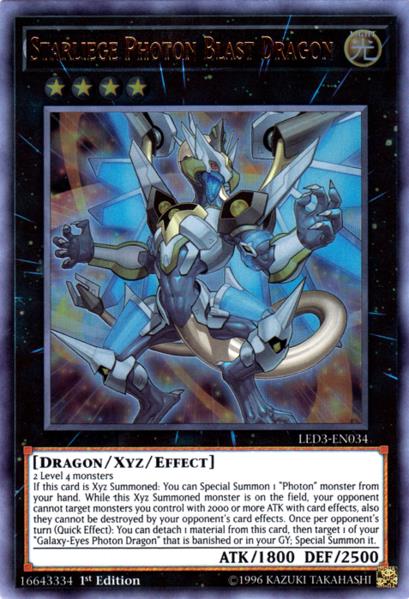 Starliege Photon Blast Dragon
LIGHT
光
LED3-EN034
[Dragon/Xyz/Effect]
2 Level 4 monsters
If this card is Xyz Summoned: You can Special Summon 1 "Photon" monster from
your hand. While this Xyz Summoned monster is on the field, your opponent
cannot target monsters you control with 2000 or more ATK with card effects, also
they cannot be destroyed by your opponent's card effects. Once per opponent's
turn (Quick Effect): You can detach 1 material from this card, then target 1 of your
"Galaxy-Eyes Photon Dragon" that is banished or in your GY; Special Summon it.
ATK/1800 DEF/2500
16643334 1st Edition ©1996 KAZUKI TAKAHASHI